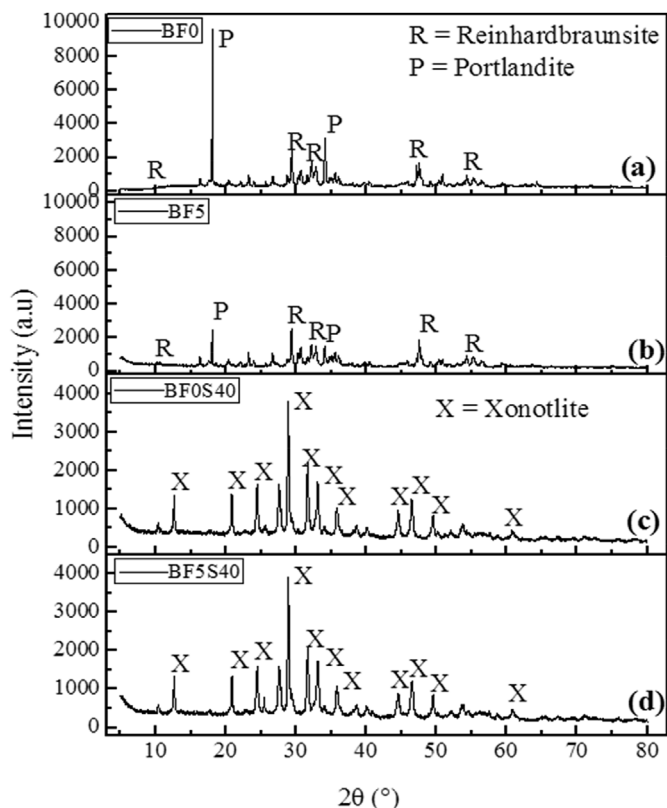 Intensity (a.u)
10000
8000
6000
4000
2000
0
BF0
P
R = Reinhardbraunsite
P = Portlandite
R
R
R
P
R
R
(a)
10000
8000
6000
4000
2000
0
BF5
R
P
R
R
P
R
R
(b)
4000
3000
2000
1000
0
BF0S40
X = Xonotlite
X
X
X
X
X
X
X
X
X
X
X
(c)
4000
3000
2000
1000
0
BF5S40
X
X
X
X
X
X
X
X
X
X
X
(d)
10 20 30 40 50 60 70 80
2θ (°)